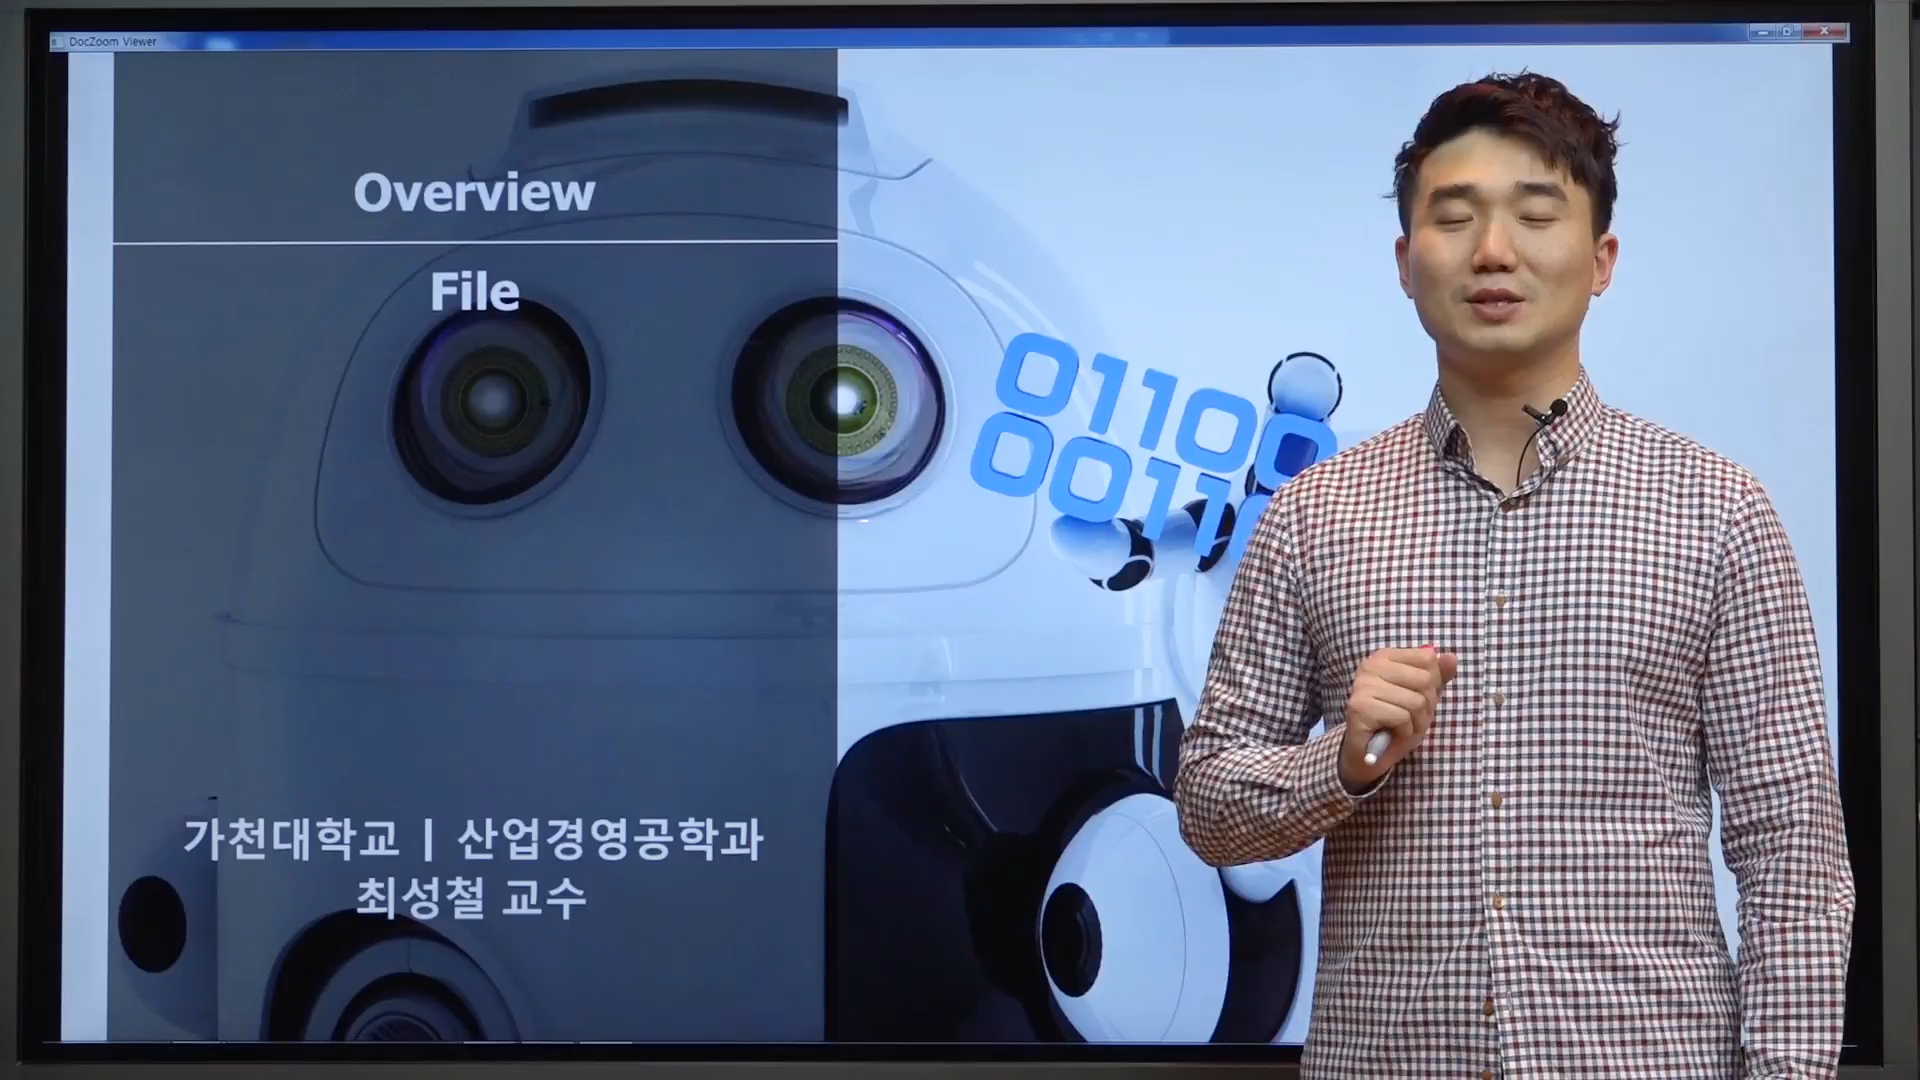 DocZoom Viewer
Overview
File
01100
0011
가천대학교 | 산업경영공학과
최성철 교수